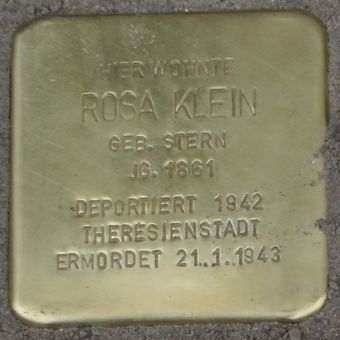 HIER WOHNTE
ROSA KLEIN
GEB. STERN
JG. 1861
DEPORTIERT 1942
THERESIENSTADT
ERMORDET 21.1.1943